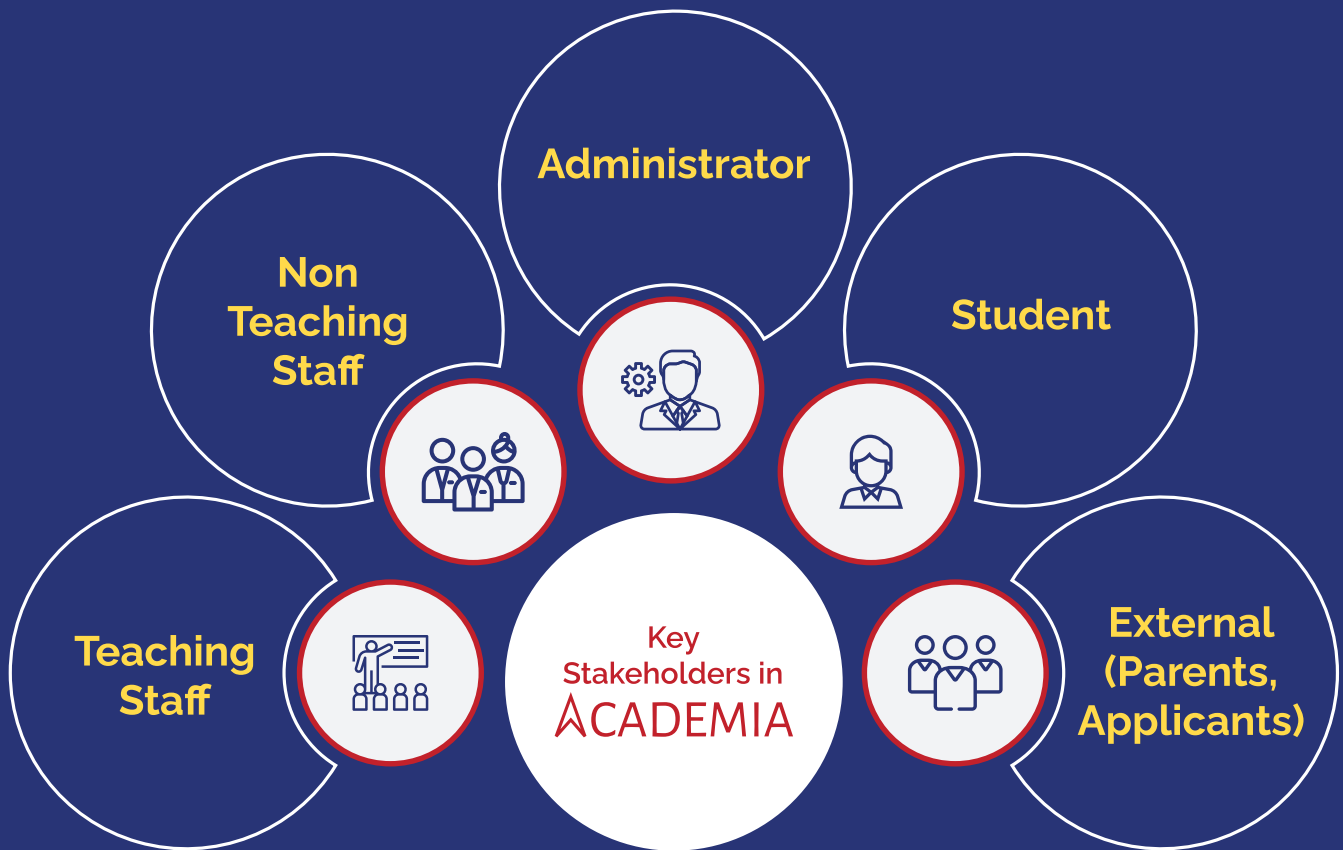 Administrator
Non
Teaching
Staff
Student
Teaching
Staff
Key
Stakeholders in
ACADEMIA
External
(Parents,
Applicants)